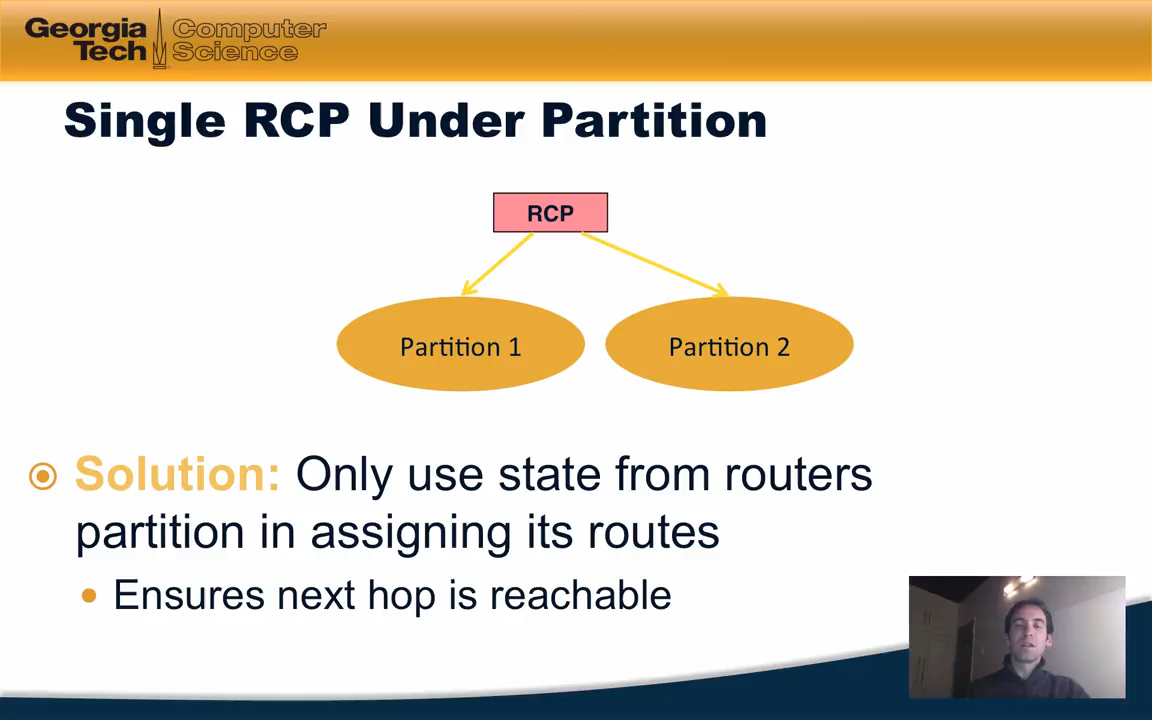 Georgia Tech
Computer Science
Single RCP Under Partition
RCP
Partition 1
Partition 2
Solution: Only use state from routers
partition in assigning its routes
Ensures next hop is reachable